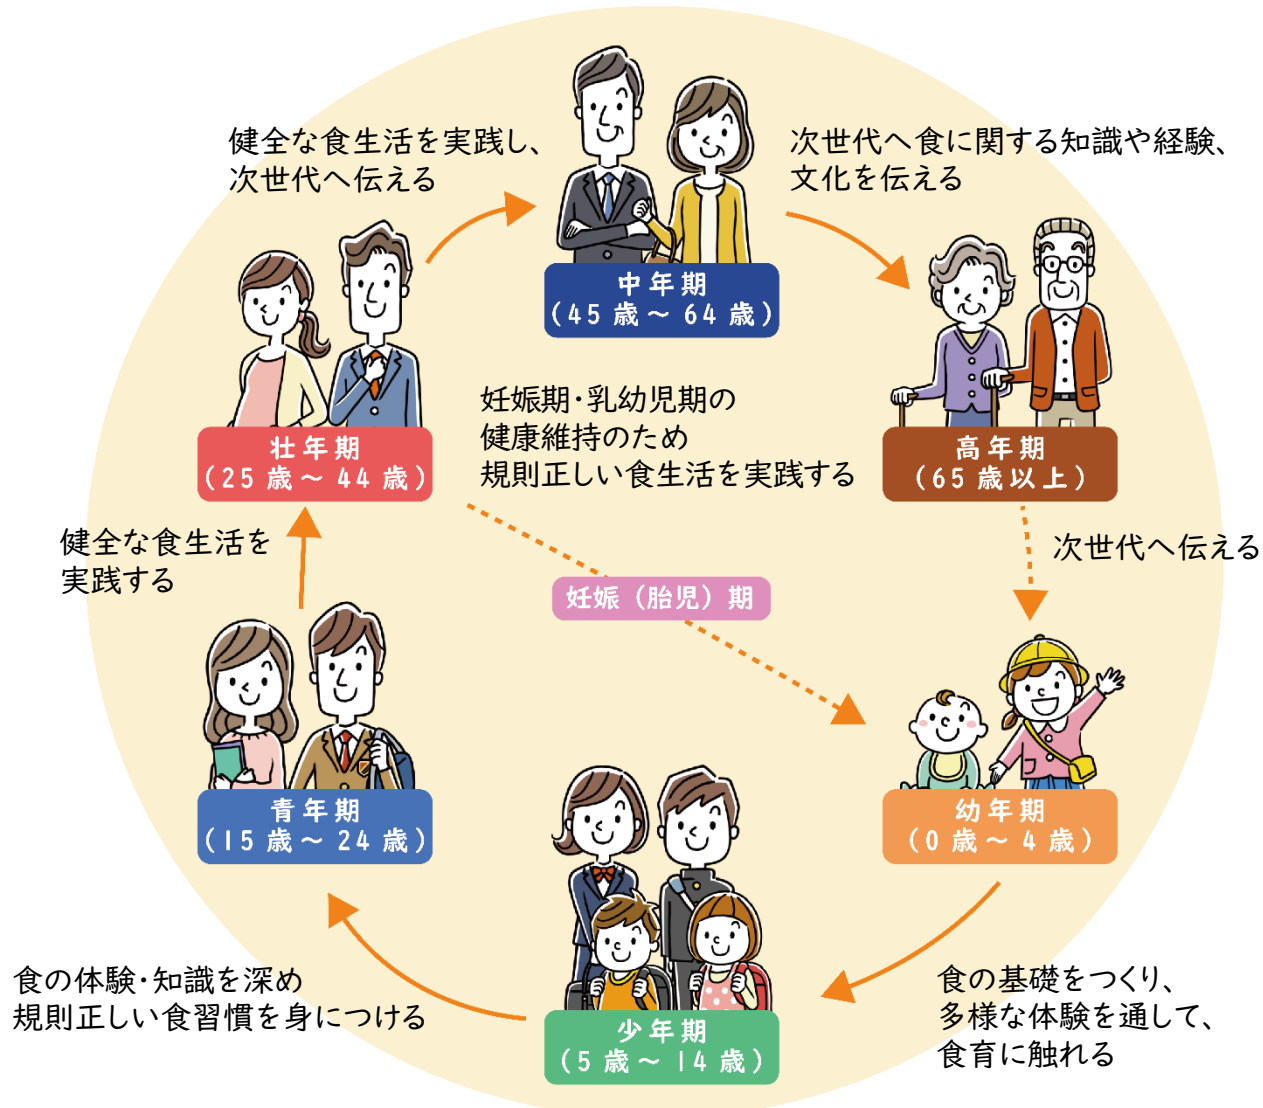 健全な食生活を実践し、
次世代へ伝える
次世代へ食に関する知識や経験、
文化を伝える
中年期
(45歳～64歳)
壮年期
(25歳～44歳)
妊娠期・乳幼児期の
健康維持のため
規則正しい食生活を実践する
高年期
(65歳以上)
健全な食生活を
実践する
次世代へ伝える
妊娠（胎児）期
青年期
(15歳～24歳)
幼年期
(0歳～4歳)
食の体験・知識を深め
規則正しい食習慣を身につける
少年期
(5歳～14歳)
食の基礎をつくり、
多様な体験を通して、
食育に触れる